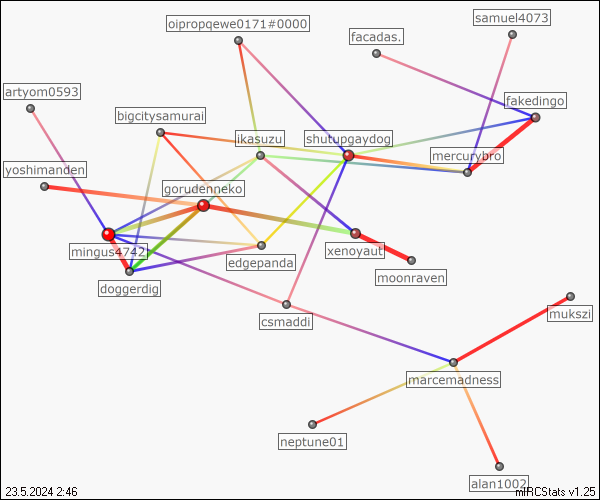 samuel4073
oipropqewe0171#0000
facadas.
artyom0593
fakedingo
bigcitysamurai
ikasuzu
shutupgaydog
mercurybro
yoshimanden
gorudenneko
mingus4742
xenoyaut
edgepanda
moonraven
doggerdig
csmaddi
mukszi
marcemadness
neptune01
alan1002
23.5.2024 2:46
mIRCStats v1.25